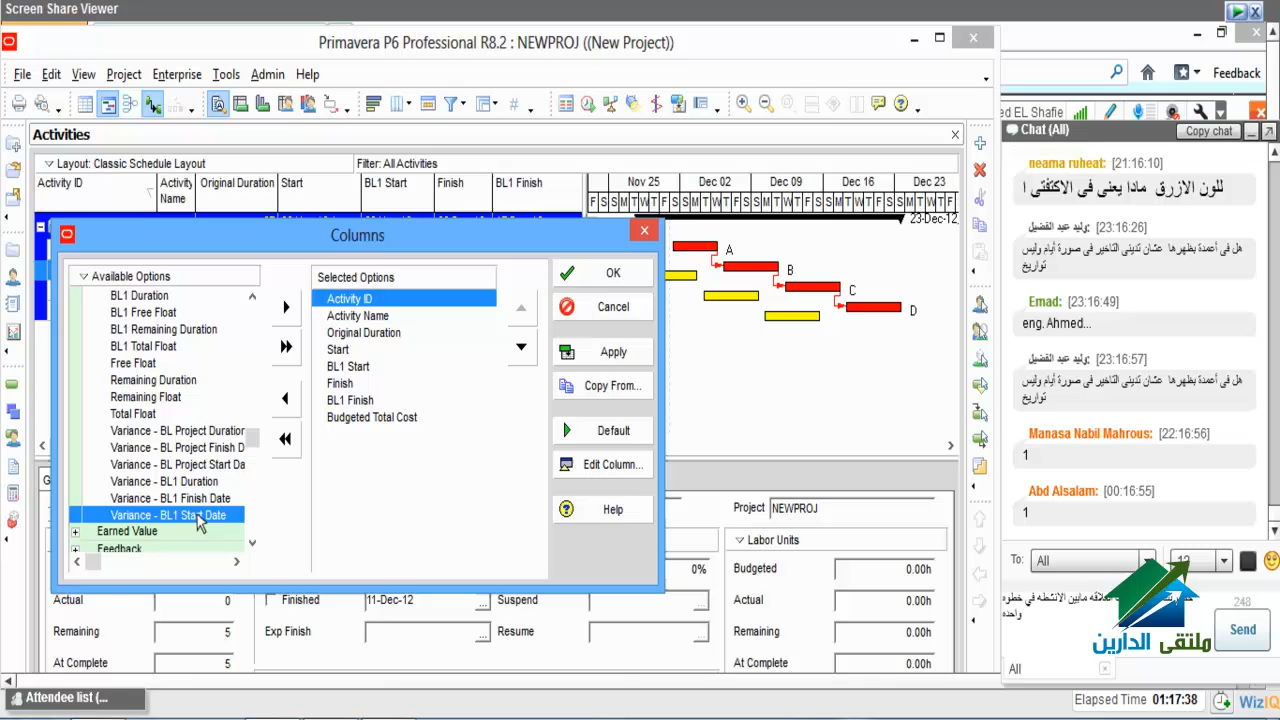 Screen Share Viewer
Primavera P6 Professional R8.2 : NEWPROJ ((New Project))
File Edit View Project Enterprise Tools Admin Help
Feedback
Activities
Layout: Classic Schedule Layout
Filter: All Activities
Activity ID
Activity Name
Original Duration
Start
BL1 Start
Finish
BL1 Finish
Nov 25 Dec 02 Dec 09 Dec 16 Dec 23
F S S M T W T F S S M T W T F S S M T W T F S S M T W T F S S M T W T F
23-Dec-12
A
B
C
D
Columns
Available Options
BL1 Duration
BL1 Free Float
BL1 Remaining Duration
BL1 Total Float
Free Float
Remaining Duration
Remaining Float
Total Float
Variance - BL Project Duration
Variance - BL Project Finish D
Variance - BL Project Start Da
Variance - BL1 Duration
Variance - BL1 Finish Date
Variance - BL1 Start Date
Earned Value
Feedback
Selected Options
Activity ID
Activity Name
Original Duration
Start
BL1 Start
Finish
BL1 Finish
Budgeted Total Cost
OK
Cancel
Apply
Copy From...
Default
Edit Column...
Help
Project NEWPROJ
Labor Units
Budgeted 0.00h
0%
Actual 0
Finished 11-Dec-12
Suspend
Actual 0.00h
Remaining 5
Exp Finish
Resume
Remaining 0.00h
At Complete 5
At Complete 0.00h
ed EL Shafie
Chat (All)
Copy chat
neama ruheat: [21:16:10]
للون الازرق مادا يعنى فى الاكتفتى ا
وليد عبد الفضيل: [23:16:26]
هل فى أعمدة بظهرها عشان تدينى التاخير فى صورة أيام وليس
تواريخ
Emad: [23:16:49]
eng. Ahmed...
وليد عبد الفضيل: [23:16:57]
هل فى أعمدة بظهرها عشان تدينى التاخير فى صورة أيام وليس
تواريخ
Manasa Nabil Mahrous: [22:16:56]
1
Abd Alsalam: [00:16:55]
1
To: All 12
علاقه مابين الانشطه في خطوه
واحده
248
Send
ملتقى الدارين
All
Attendee list (...
Elapsed Time 01:17:38
WizIQ